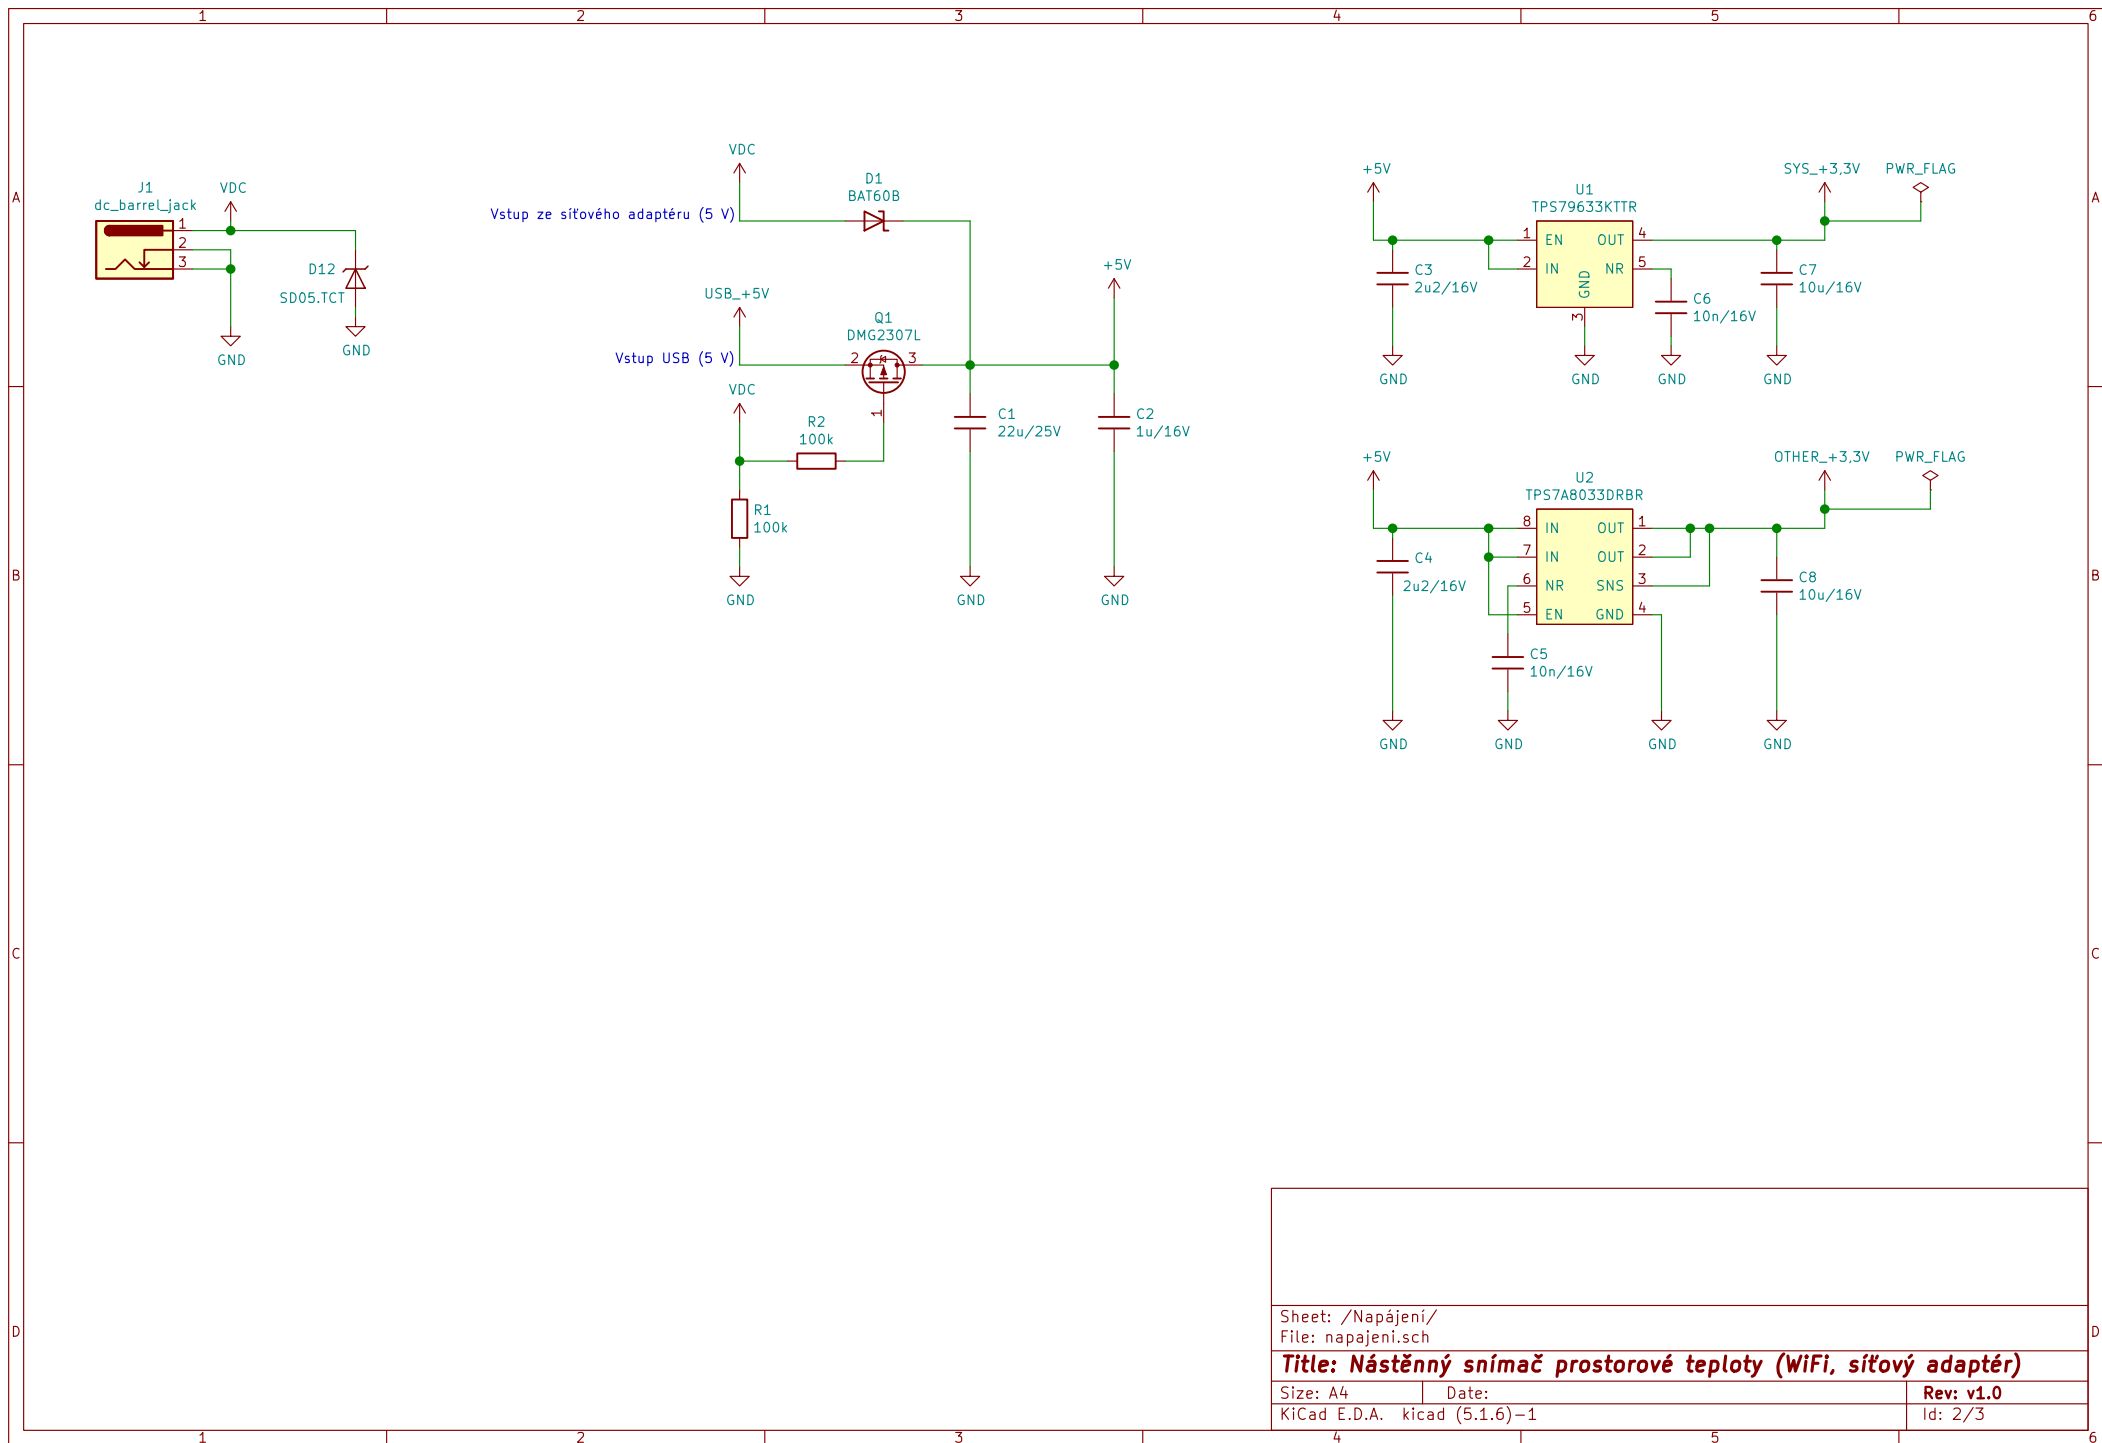 1 2 3 4 5 6
A
B
C
D
J1
dc_barrel_jack
VDC
1
2
3
D12
SD05.TCT
GND
GND
VDC
D1
BAT60B
Vstup ze síťového adaptéru (5 V)
USB_+5V
Q1
DMG2307L
Vstup USB (5 V)
2
3
1
VDC
R2
100k
R1
100k
GND
+5V
C1
22u/25V
C2
1u/16V
GND
GND
+5V
U1
TPS79633KTTR
SYS_+3,3V
PWR_FLAG
1 EN OUT 4
2 IN NR 5
GND
3
C3
2u2/16V
C6
10n/16V
C7
10u/16V
GND
GND
GND
GND
+5V
U2
TPS7A8033DRBR
OTHER_+3,3V
PWR_FLAG
8 IN OUT 1
7 IN OUT 2
6 NR SNS 3
5 EN GND 4
C4
2u2/16V
C5
10n/16V
C8
10u/16V
GND
GND
GND
GND
A
B
C
D
Sheet: /Napájení/
File: napajeni.sch
Title: Nástěnný snímač prostorové teploty (WiFi, síťový adaptér)
Size: A4 Date: Rev: v1.0
KiCad E.D.A. kicad (5.1.6)-1 Id: 2/3
1 2 3 4 5 6